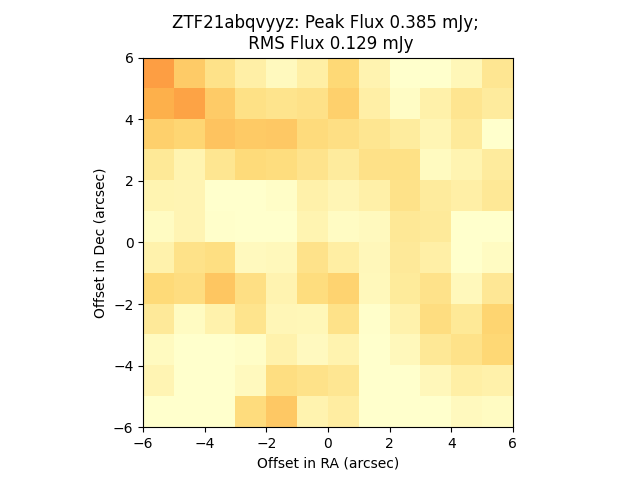 ZTF21abqvyyz: Peak Flux 0.385 mJy;
RMS Flux 0.129 mJy
6
4
2
0
−2
−4
−6
Offset in Dec (arcsec)
−6 −4 −2 0 2 4 6
Offset in RA (arcsec)